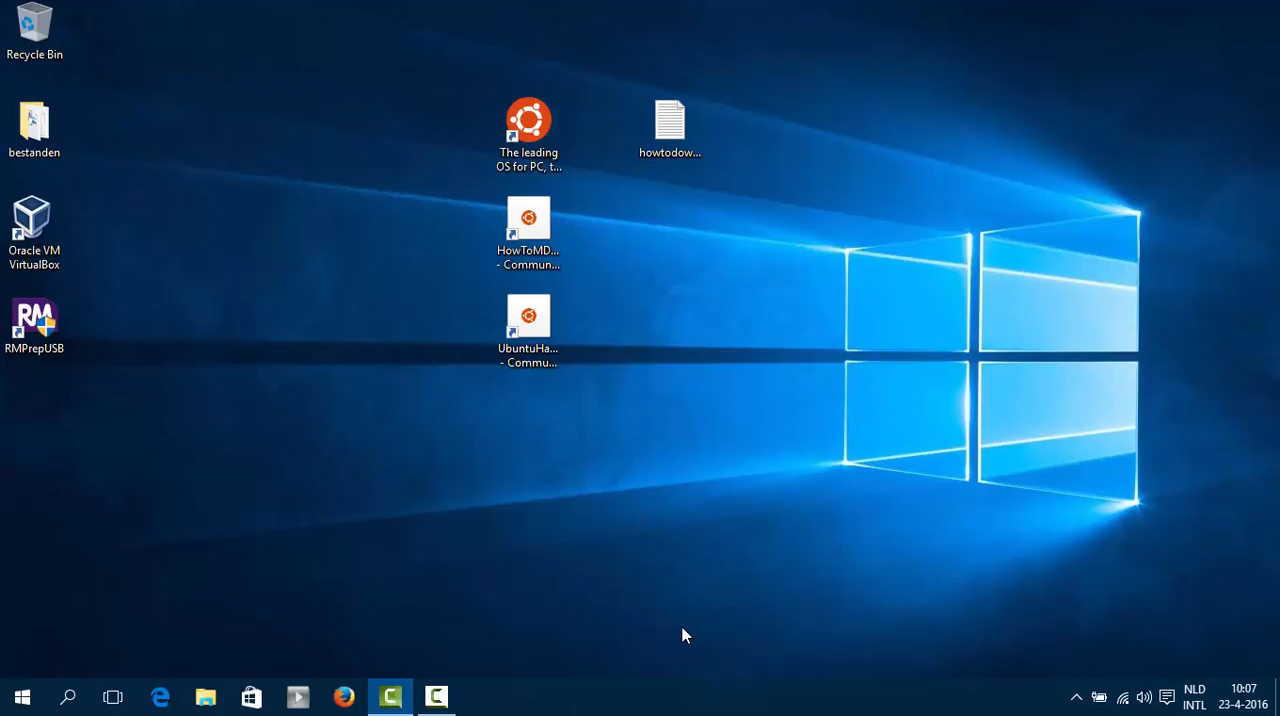 Recycle Bin
bestanden
Oracle VM
VirtualBox
RM
RMPrepUSB
The leading
OS for PC, t...
HowToMD...
- Commun...
UbuntuHa...
- Commu...
howtodow...
NLD
INTL
10:07
23-4-2016